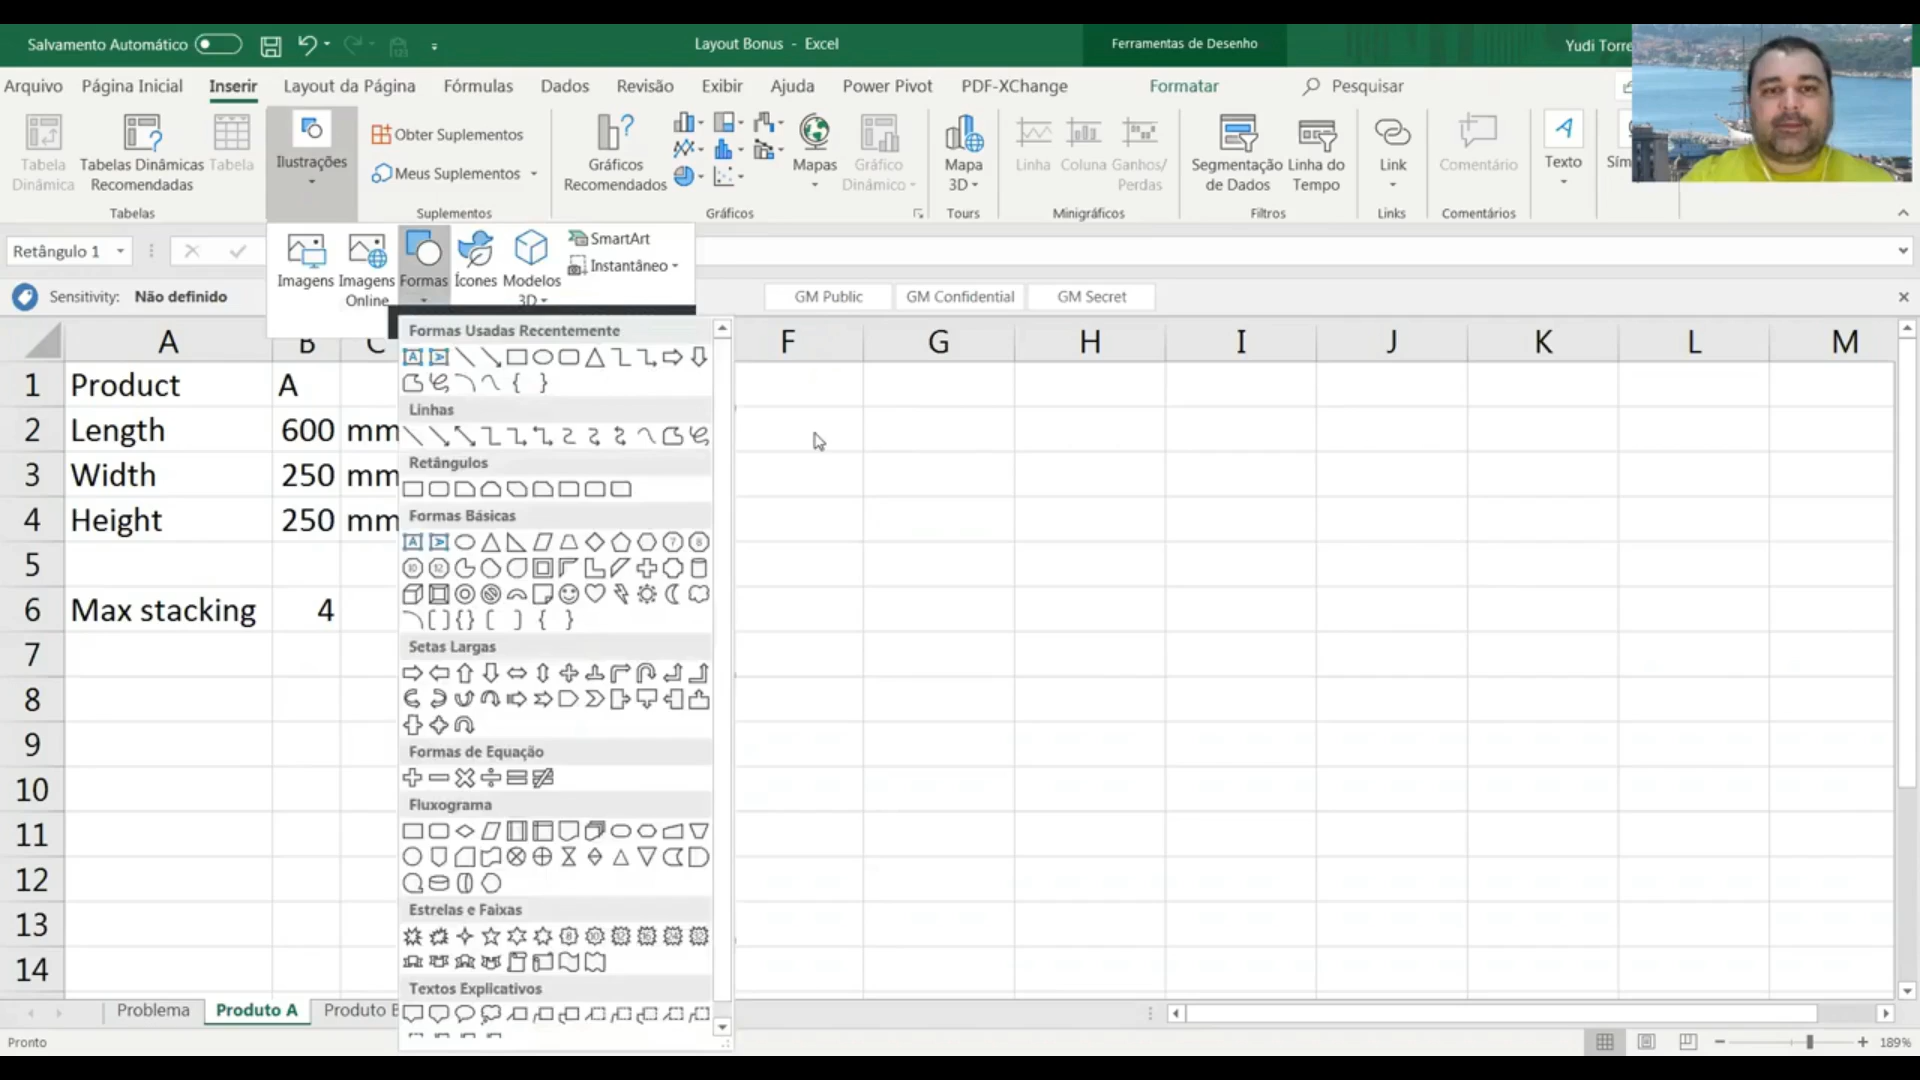 Salvamento Automático
Layout Bonus - Excel
Ferramentas de Desenho
Yudi Torre
Arquivo Página Inicial Inserir Layout da Página Fórmulas Dados Revisão Exibir Ajuda Power Pivot PDF-XChange Formatar Pesquisar
Tabela Dinâmica
Tabelas Dinâmicas Recomendadas
Tabela
Ilustrações
Obter Suplementos
Meus Suplementos
Gráficos Recomendados
Mapas
Gráfico Dinâmico
Mapa 3D
Linha
Coluna
Ganhos/ Perdas
Segmentação de Dados
Linha do Tempo
Link
Comentário
Texto
Sím
Tabelas
Suplementos
Gráficos
Tours
Minigráficos
Filtros
Links
Comentários
Retângulo 1
Imagens
Imagens Online
Formas
Ícones
Modelos 3D
SmartArt
Instantâneo
Sensitivity: Não definido
GM Public
GM Confidential
GM Secret
A B C F G H I J K L M
Formas Usadas Recentemente
Linhas
Retângulos
Formas Básicas
Setas Largas
Formas de Equação
Fluxograma
Estrelas e Faixas
Textos Explicativos
1 Product A
2 Length 600 mm
3 Width 250 mm
4 Height 250 mm
5
6 Max stacking 4
7
8
9
10
11
12
13
14
Problema Produto A Produto
Pronto
189%